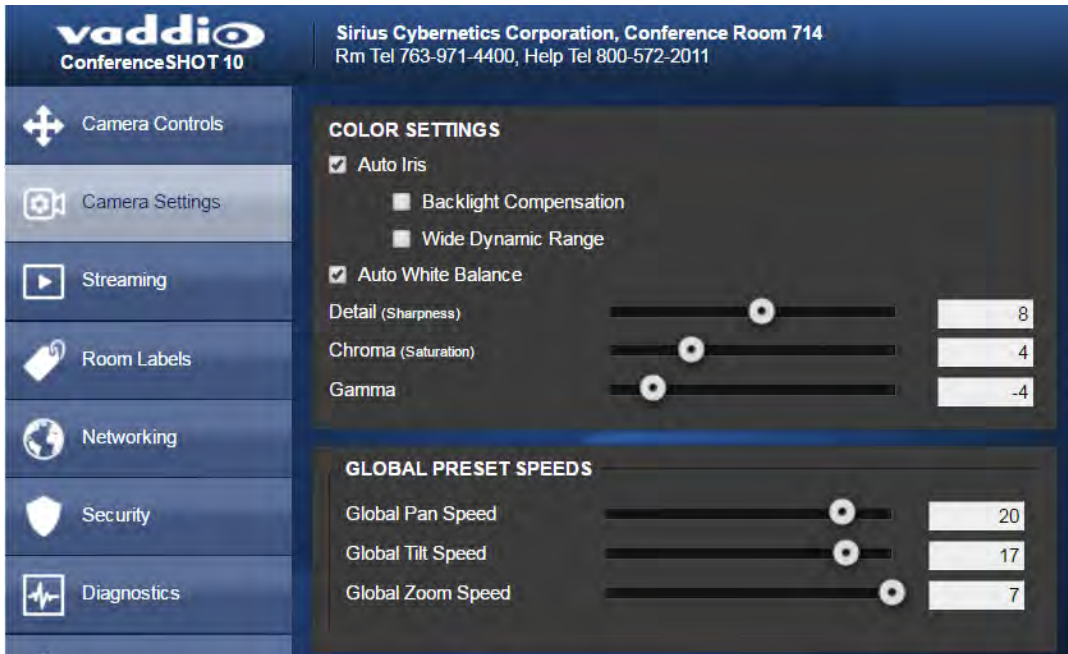 vaddio
ConferenceSHOT 10
Sirius Cybernetics Corporation, Conference Room 714
Rm Tel 763-971-4400, Help Tel 800-572-2011
Camera Controls
Camera Settings
Streaming
Room Labels
Networking
Security
Diagnostics
COLOR SETTINGS
Auto Iris
Backlight Compensation
Wide Dynamic Range
Auto White Balance
Detail (Sharpness) 8
Chroma (Saturation) 4
Gamma -4
GLOBAL PRESET SPEEDS
Global Pan Speed 20
Global Tilt Speed 17
Global Zoom Speed 7